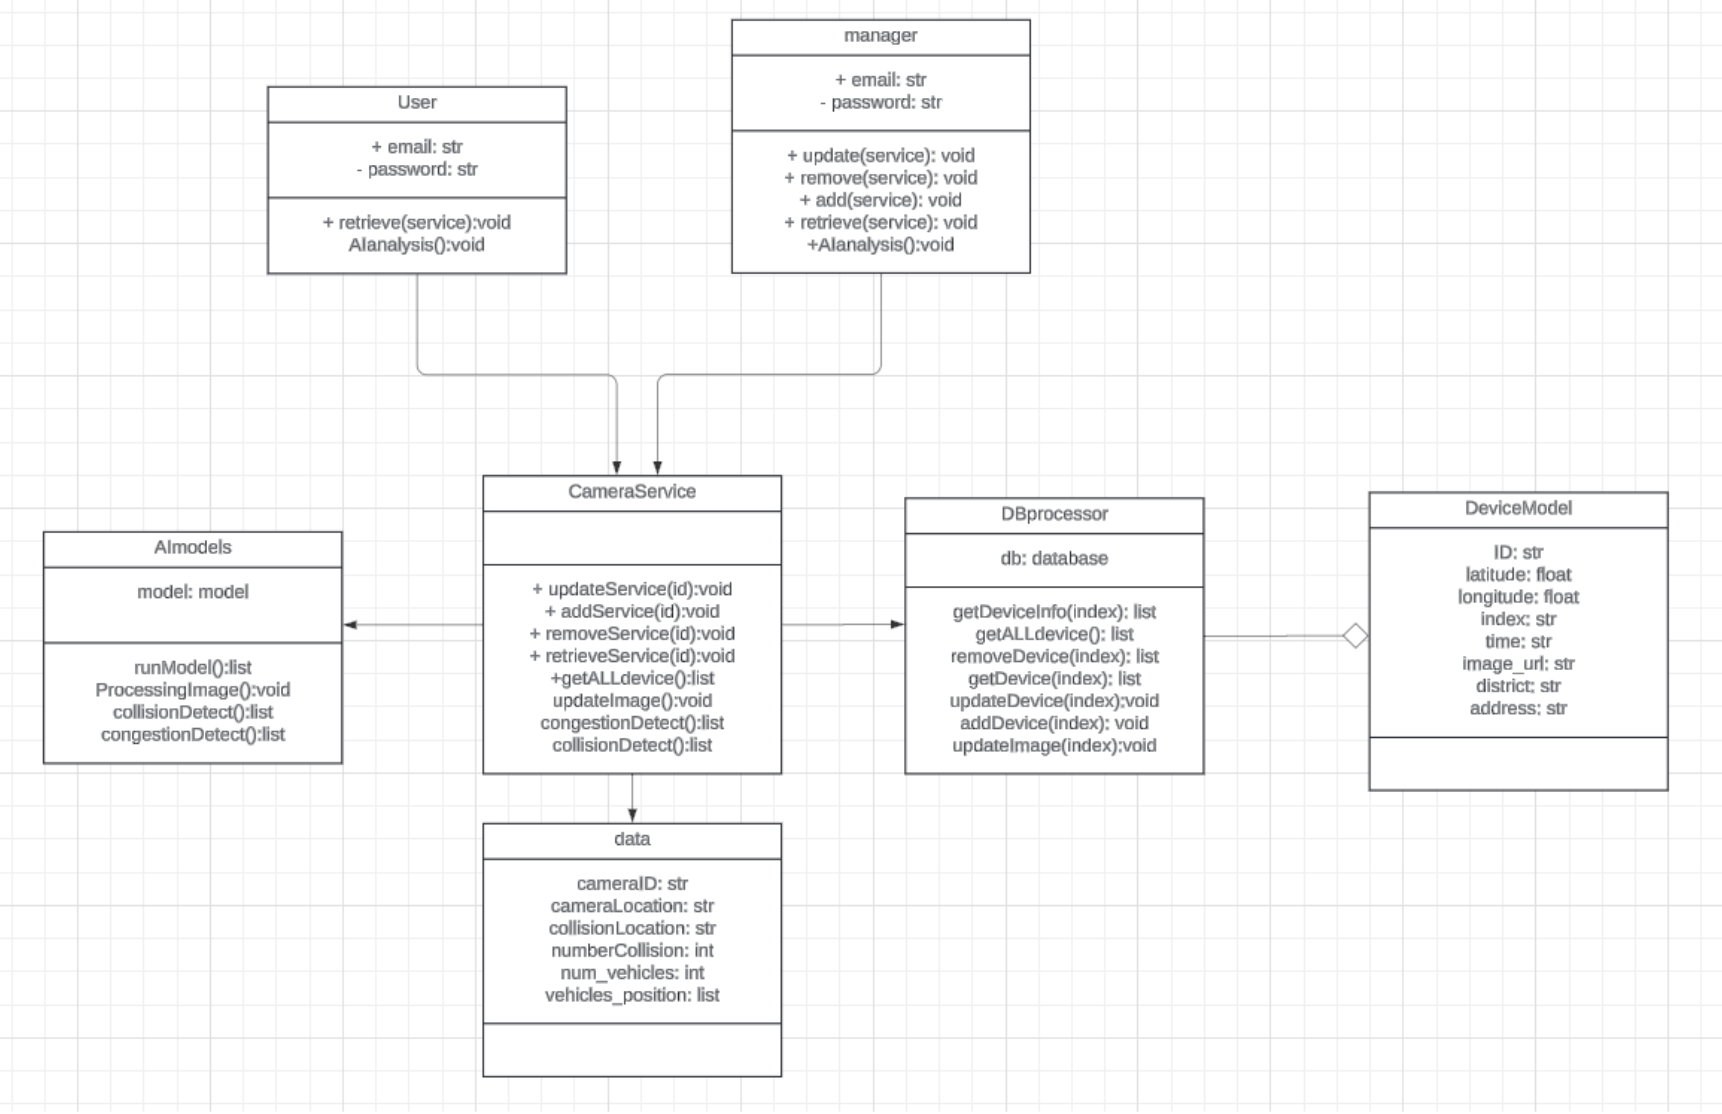 manager
+ email: str
- password: str
+ update(service): void
+ remove(service): void
+ add(service): void
+ retrieve(service): void
+AIanalysis():void
User
+ email: str
- password: str
+ retrieve(service):void
AIanalysis():void
CameraService
+ updateService(id):void
+ addService(id):void
+ removeService(id):void
+ retrieveService(id):void
+getALLdevice():list
updateImage():void
congestionDetect():list
collisionDetect():list
AImodels
model: model
runModel():list
ProcessingImage():void
collisionDetect():list
congestionDetect():list
DBprocessor
db: database
getDeviceInfo(index): list
getALLdevice(): list
removeDevice(index): list
getDevice(index): list
updateDevice(index):void
addDevice(index): void
updateImage(index):void
DeviceModel
ID: str
latitude: float
longitude: float
index: str
time: str
image_url: str
district: str
address: str
data
cameraID: str
cameraLocation: str
collisionLocation: str
numberCollision: int
num_vehicles: int
vehicles_position: list